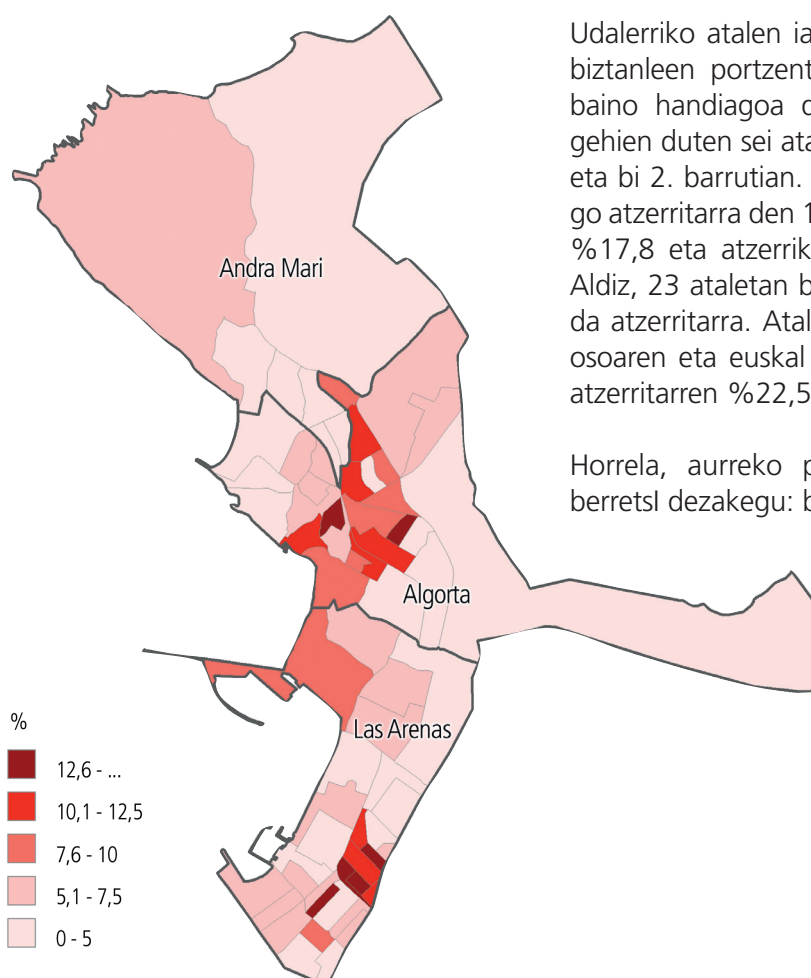 Udalerriko atalen ia
biztanleen portzent
baino handiagoa d
gehien duten sei ata
eta bi 2. barrutian.
go atzerritarra den 1
%17,8 eta atzerrik
Aldiz, 23 ataletan b
da atzerritarra. Atal
osoaren eta euskal
atzerritarren %22,5
Horrela, aurreko p
berretsI dezakegu: b
Andra Mari
Algorta
Las Arenas
%
12,6 - ...
10,1 - 12,5
7,6 - 10
5,1 - 7,5
0 - 5